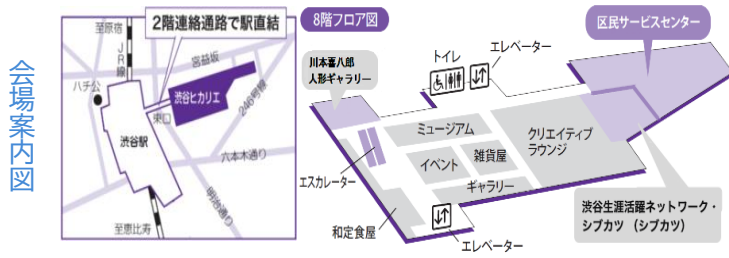 会場案内図
2階連絡通路で駅直結
至原宿
JR線
宮益坂
ハチ公
渋谷ヒカリエ
246号線
東口
渋谷駅
六本木通り
明治通り
至恵比寿
8階フロア図
区民サービスセンター
トイレ
エレベーター
川本喜八郎
人形ギャラリー
ミュージアム
クリエイティブ
ラウンジ
イベント
雑貨屋
エスカレーター
ギャラリー
和定食屋
エレベーター
渋谷生涯活躍ネットワーク・
シブカツ （シブカツ）